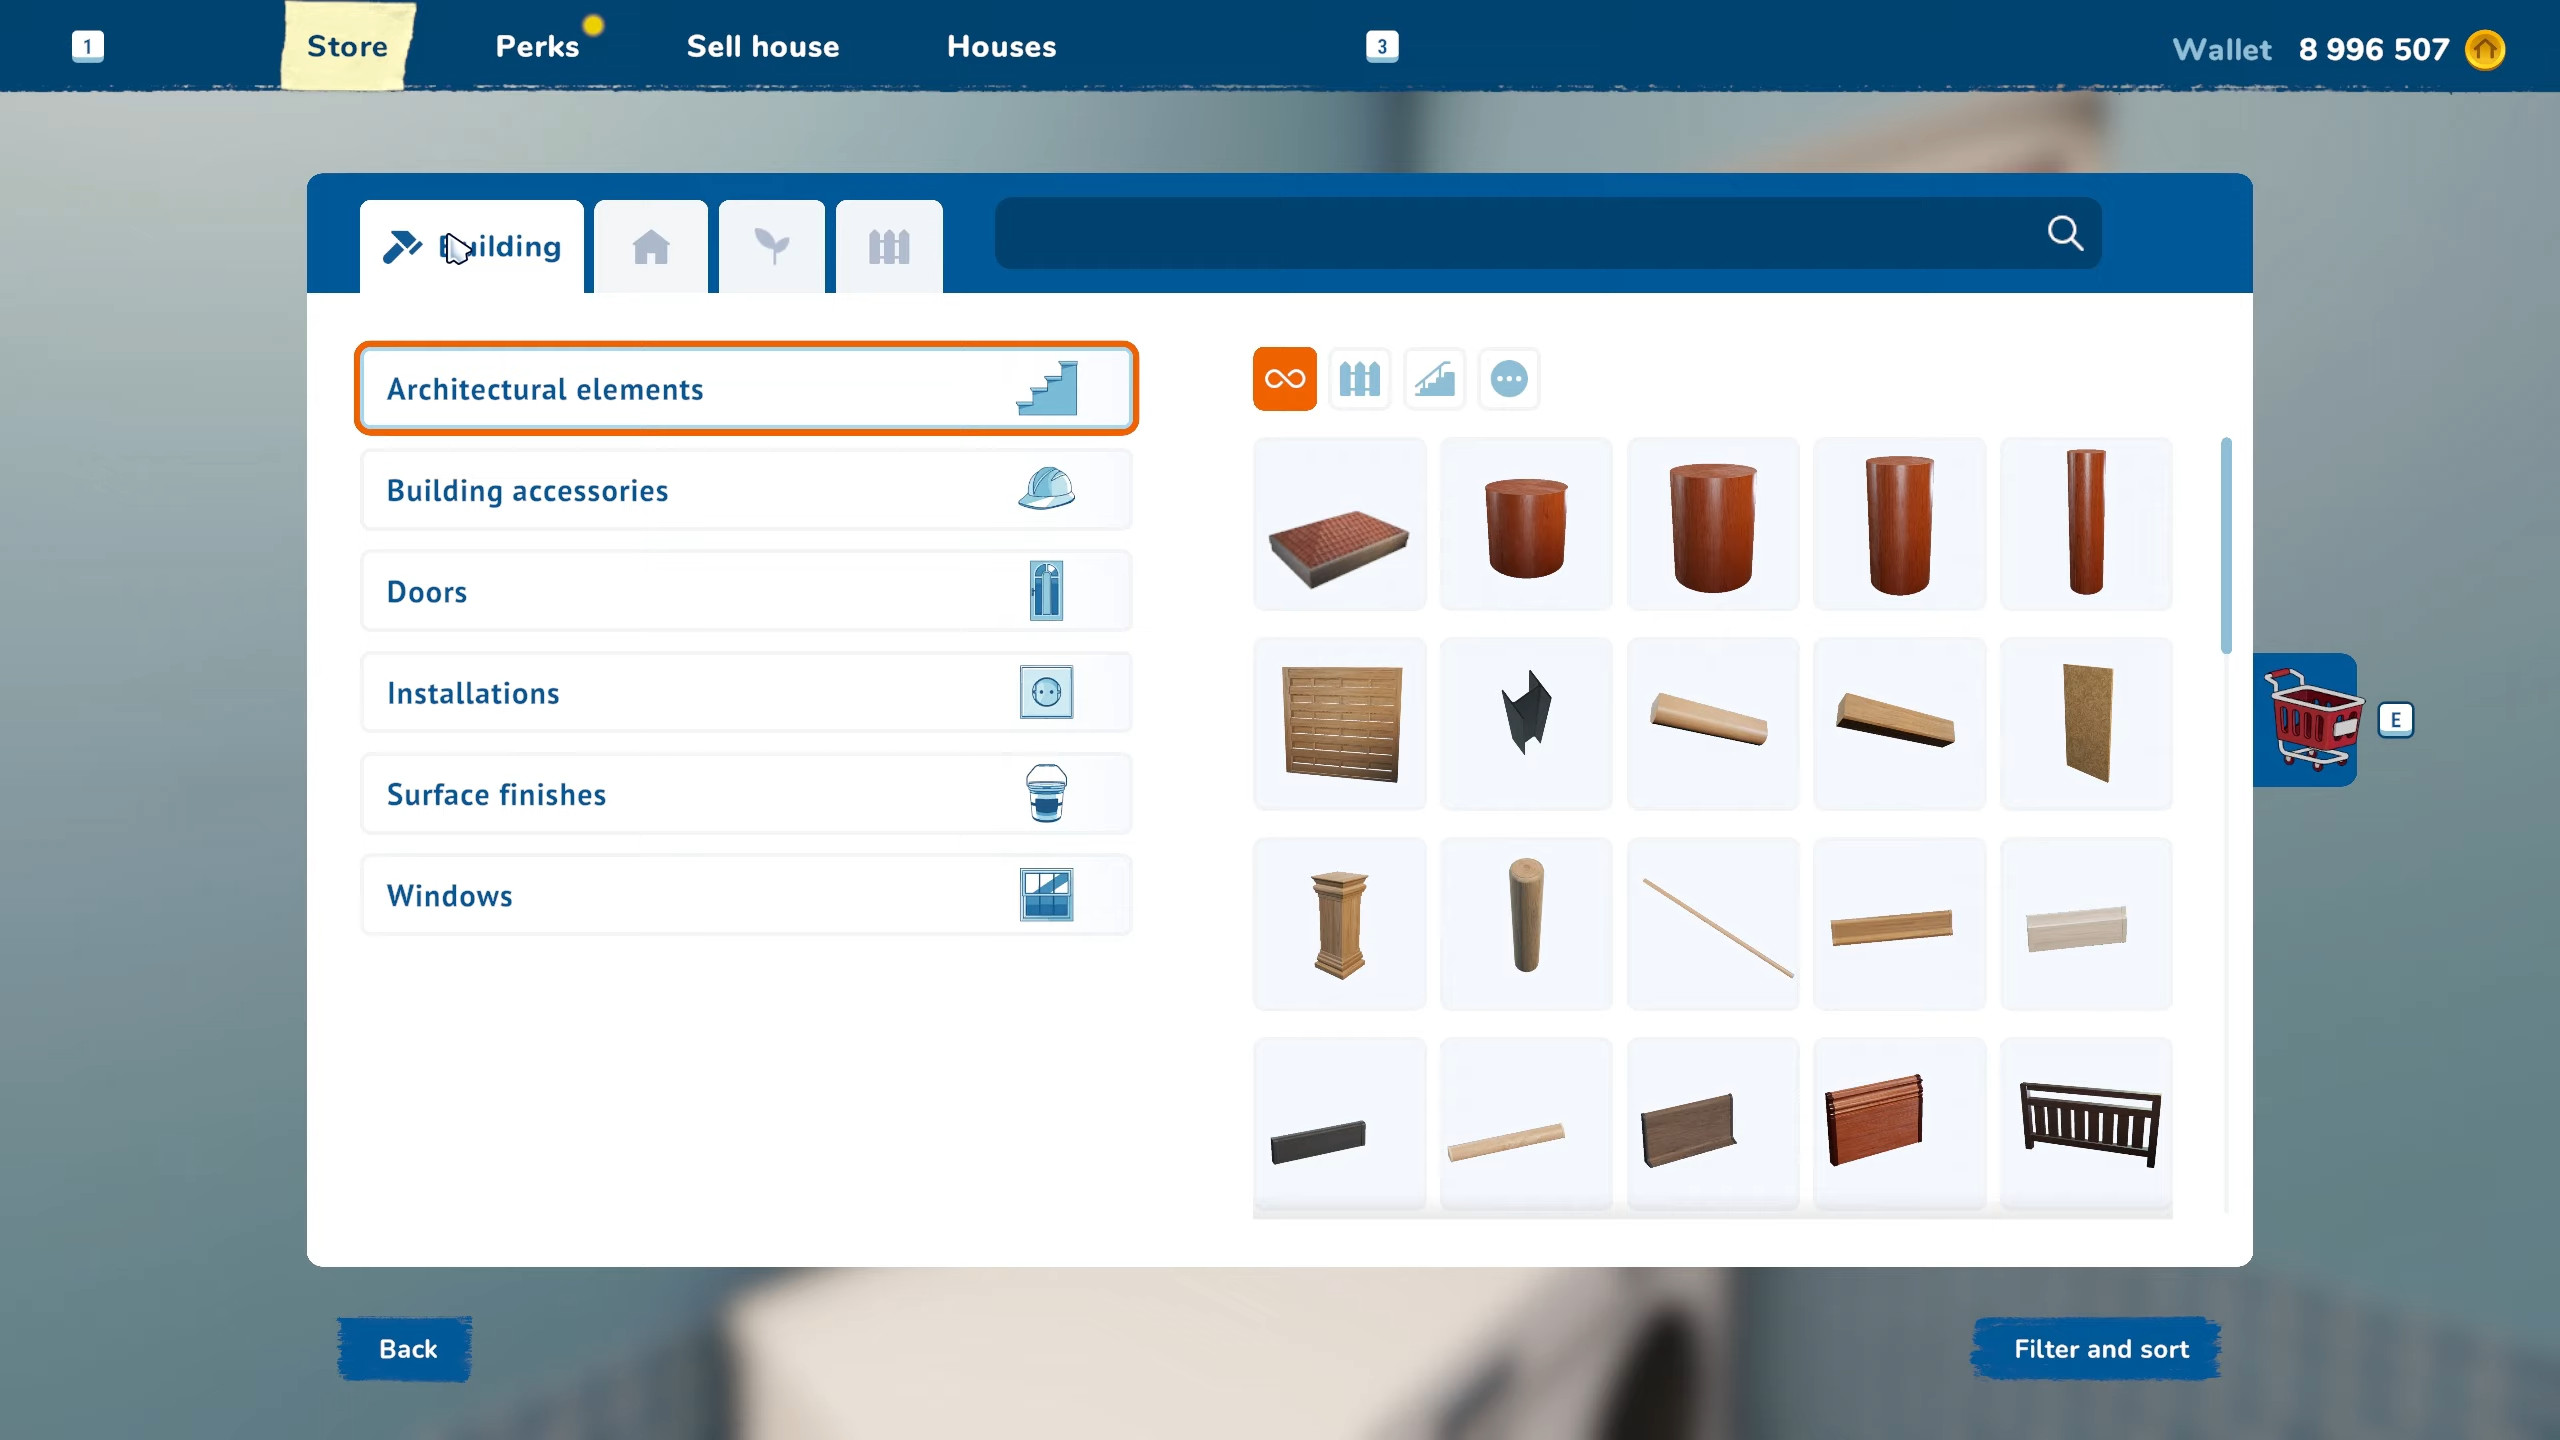 1
Store
Perks
Sell house
Houses
3
Wallet 8 996 507
Building
Architectural elements
Building accessories
Doors
Installations
Surface finishes
Windows
E
Back
Filter and sort